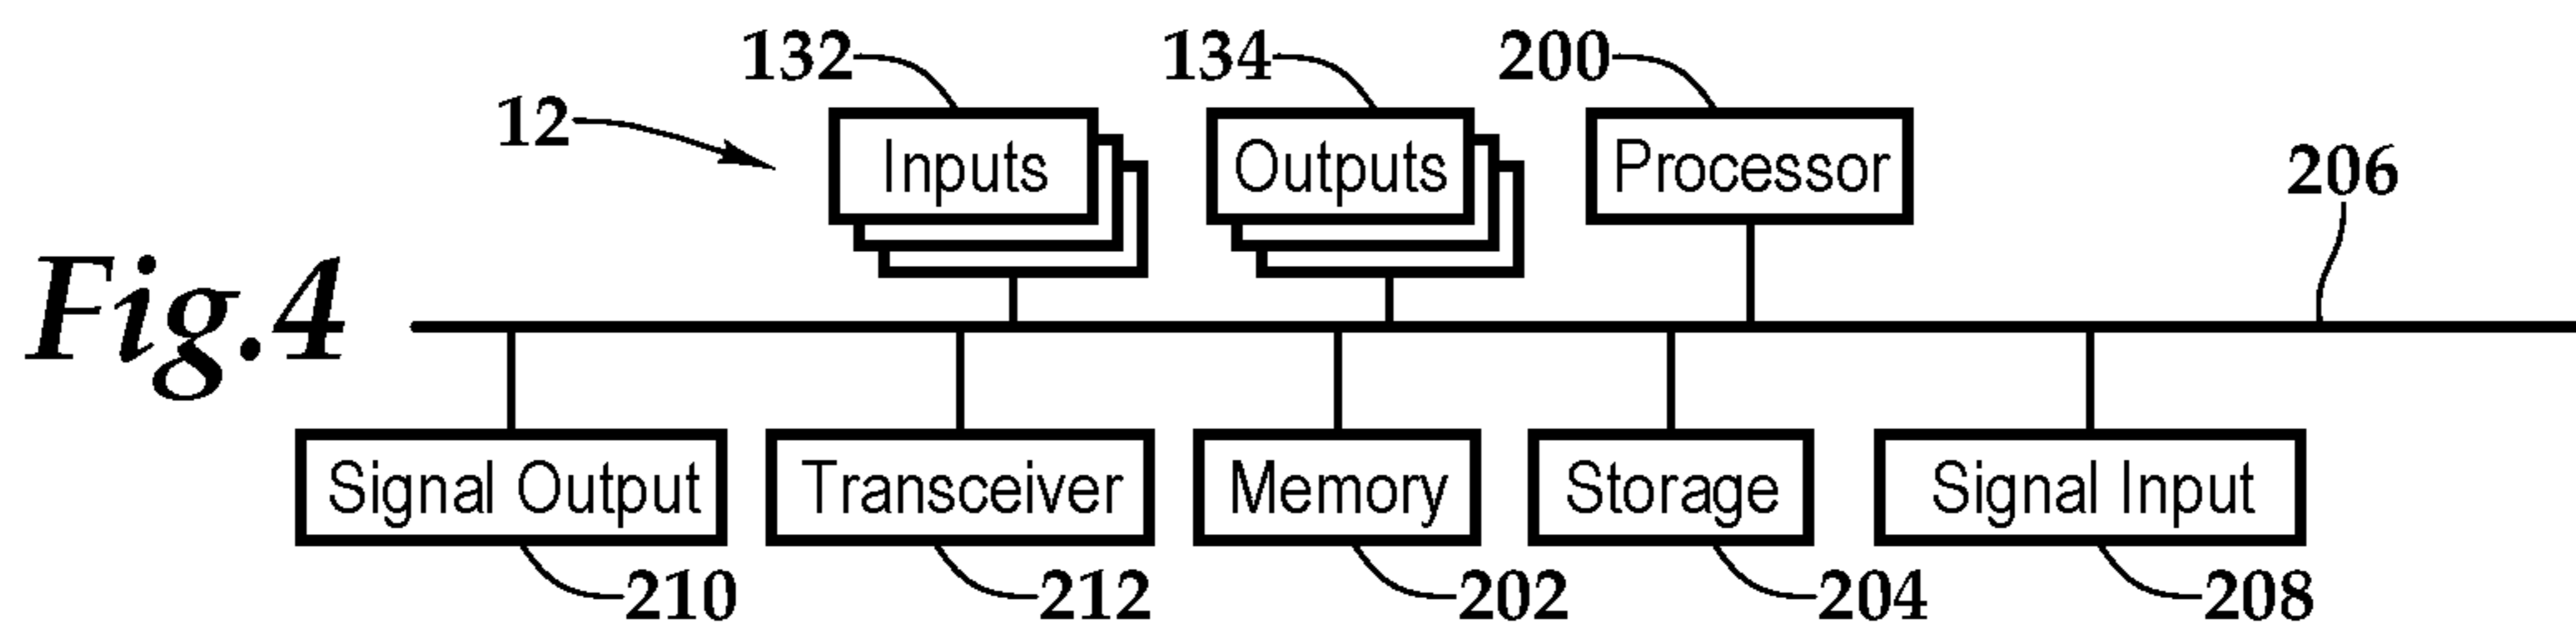 132 134 200
12
Inputs Outputs Processor
206
Fig.4
Signal Output Transceiver Memory Storage Signal Input
210 212 202 204 208